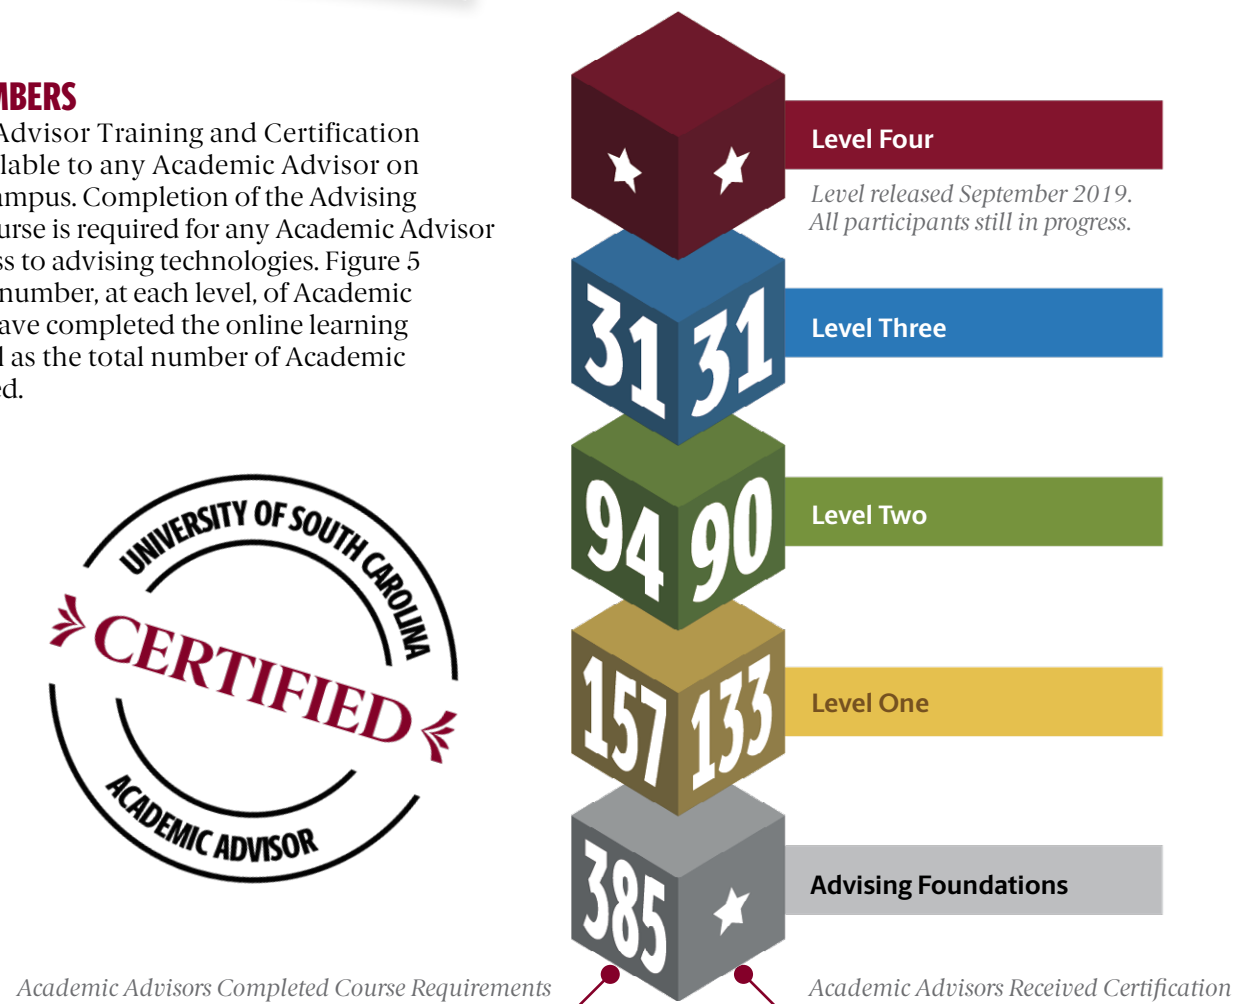 MBERS
Advisor Training and Certification
lable to any Academic Advisor on
ampus. Completion of the Advising
urse is required for any Academic Advisor
ss to advising technologies. Figure 5
number, at each level, of Academic
ave completed the online learning
l as the total number of Academic
ed.
UNIVERSITY OF SOUTH CAROLINA
CERTIFIED
ACADEMIC ADVISOR
Level Four
Level released September 2019.
All participants still in progress.
31 31
Level Three
94 90
Level Two
157 133
Level One
385
Advising Foundations
Academic Advisors Completed Course Requirements
Academic Advisors Received Certification